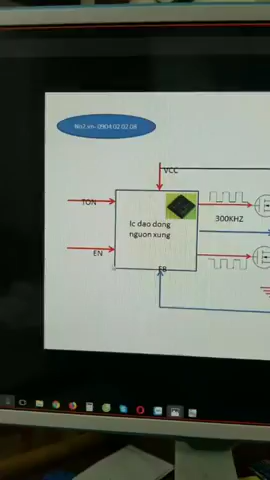 No1.vn- 0904.02.02.08
VCC
TON
Ic dao dong
nguon xung
300KHZ
EN
FB